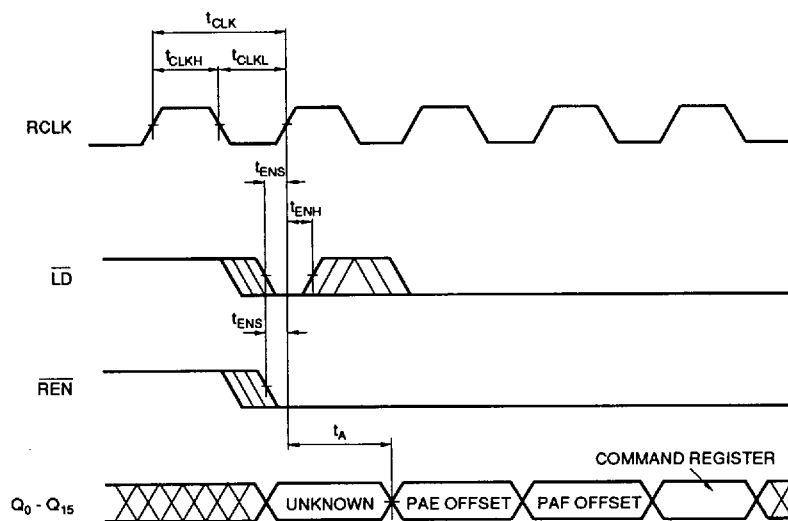 tCLK
tCLKH
tCLKL
RCLK
tENS
tENH
LD
tENS
REN
tA
COMMAND REGISTER
Q0 - Q15
UNKNOWN
PAE OFFSET
PAF OFFSET